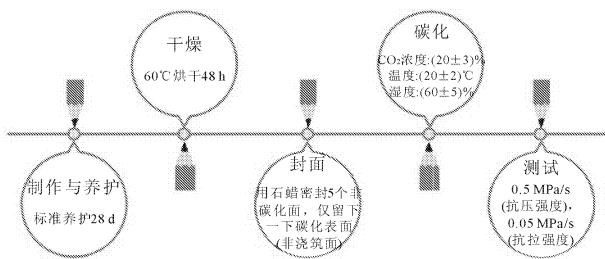 制作与养护
标准养护28 d
干燥
60℃烘干48 h
封面
用石蜡密封5个非
碳化面，仅留下
一下碳化表面
(非浇筑面)
碳化
CO₂浓度:(20±3)%
温度:(20±2)℃
湿度:(60±5)%
测试
0.5 MPa/s
(抗压强度)，
0.05 MPa/s
(抗拉强度)